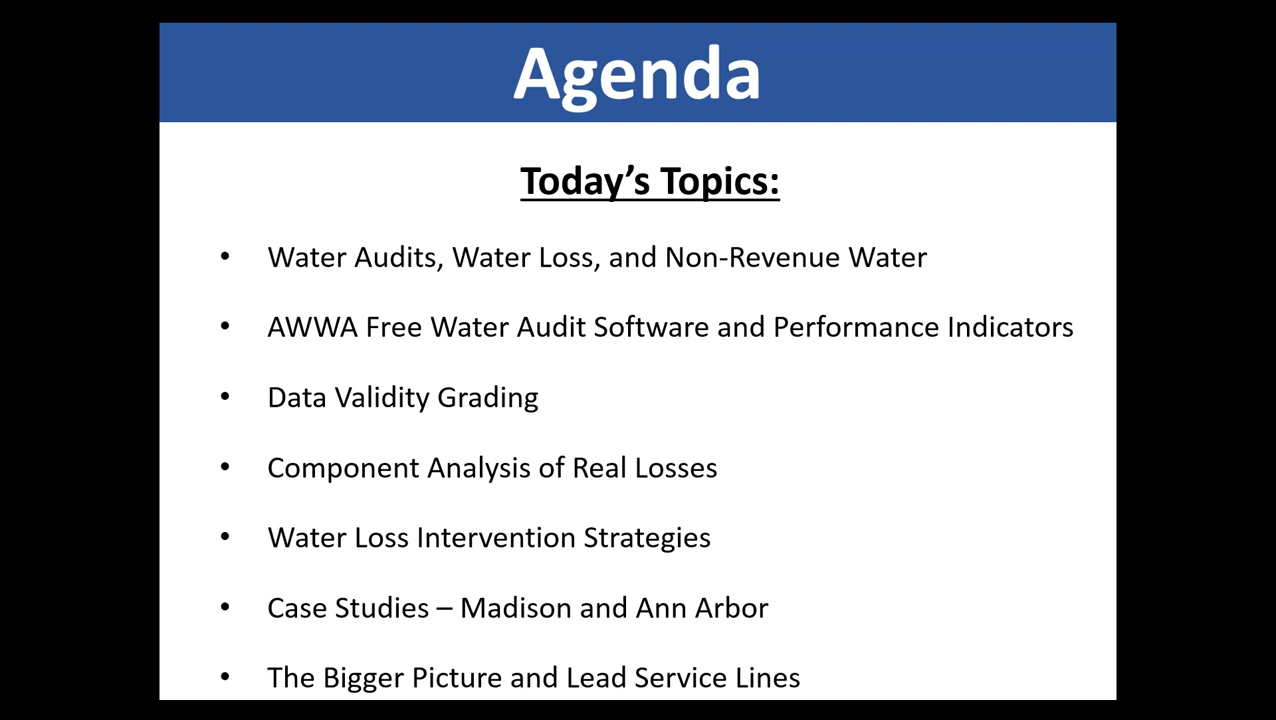 Agenda
Today’s Topics:
• Water Audits, Water Loss, and Non-Revenue Water
• AWWA Free Water Audit Software and Performance Indicators
• Data Validity Grading
• Component Analysis of Real Losses
• Water Loss Intervention Strategies
• Case Studies – Madison and Ann Arbor
• The Bigger Picture and Lead Service Lines